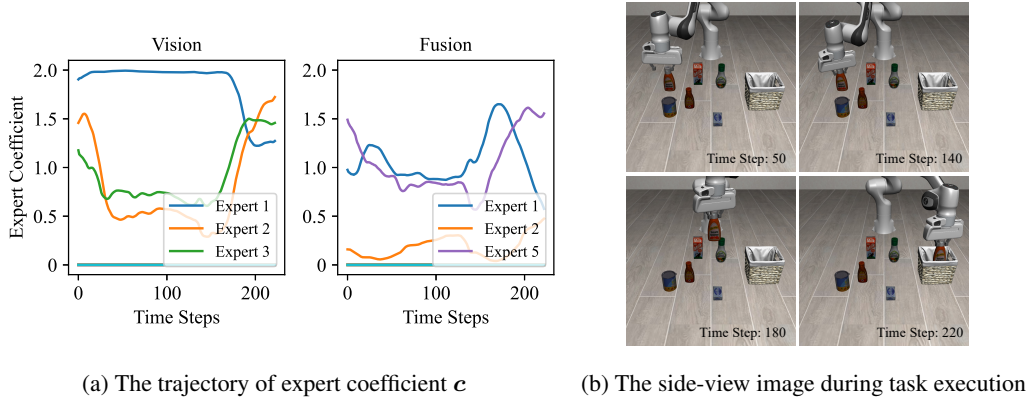 Vision
Fusion
Expert Coefficient
2.0
1.5
1.0
0.5
0
Expert 1
Expert 2
Expert 3
0
100
200
Time Steps
2.0
1.5
1.0
0.5
0
Expert 1
Expert 2
Expert 5
0
100
200
Time Steps
(a) The trajectory of expert coefficient c
Time Step: 50
Time Step: 140
Time Step: 180
Time Step: 220
(b) The side-view image during task execution